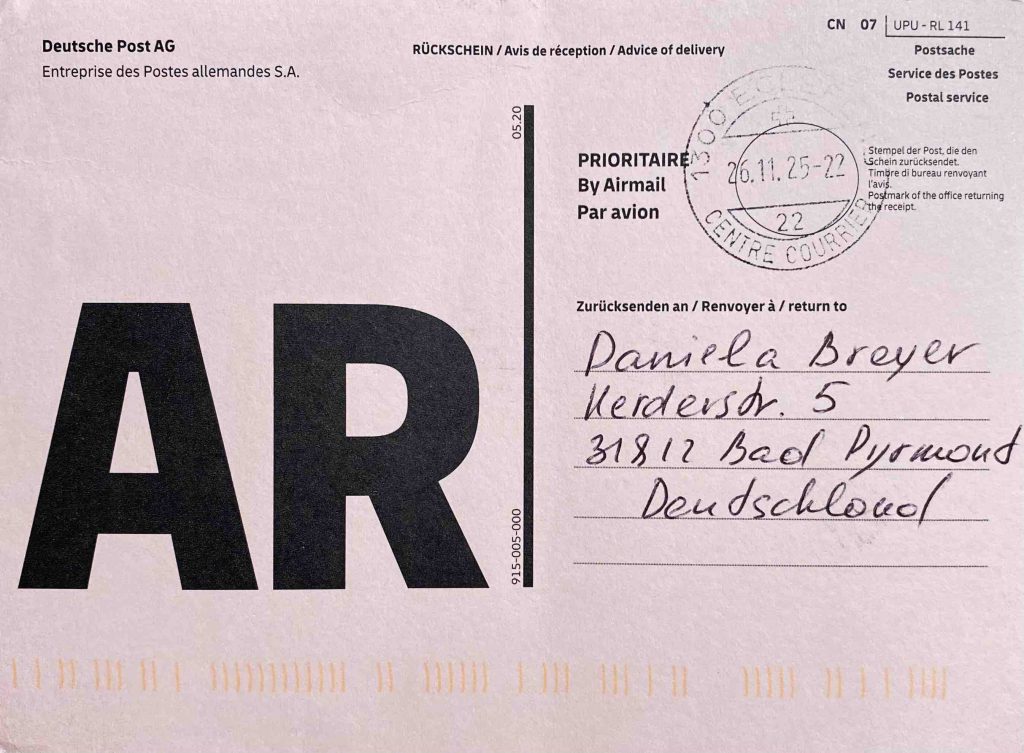 Deutsche Post AG
Entreprise des Postes allemandes S.A.
RÜCKSCHEIN / Avis de réception / Advice of delivery
CN 07 UPU - RL 141
Postsache
Service des Postes
Postal service
05.20
PRIORITAIRE
By Airmail
Par avion
1300
26.11.25-22
22
CENTRE COURRIER
Stempel der Post, die den
Schein zurücksendet.
Timbre di bureau renvoyant
l'avis.
Postmark of the office returning
the receipt.
AR
915-005-000
Zurücksenden an / Renvoyer à / return to
Daniela Breyer
Herderstr. 5
31812 Bad Pyrmont
Deutschland